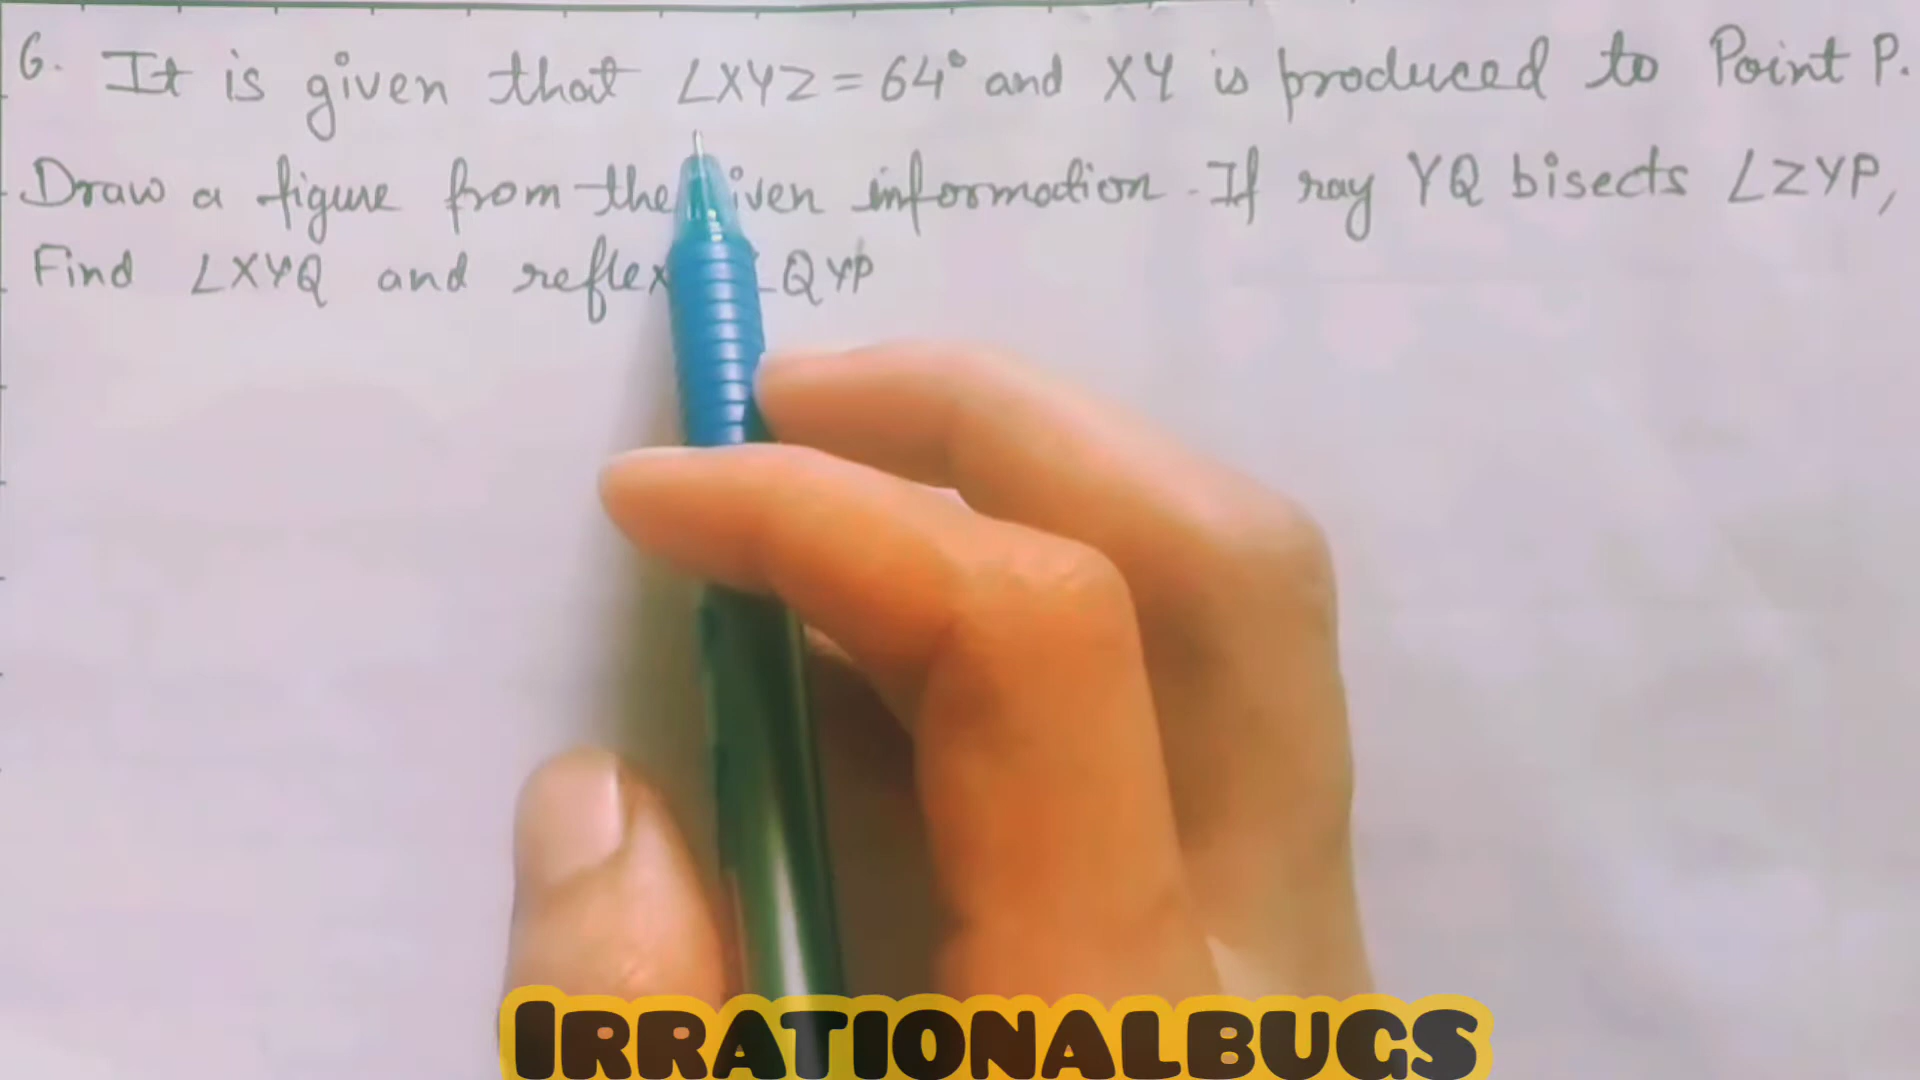 6. It is given that ∠XYZ = 64° and XY is produced to Point P.
Draw a figure from the iven information. If ray YQ bisects ∠ZYP,
Find ∠XYQ and reflex ∠QYP
IRRATIONALBUGS